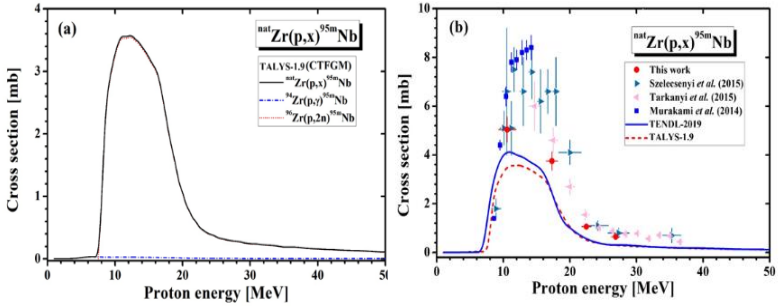 (a)
natZr(p,x)95mNb
TALYS-1.9(CTFGM)
natZr(p,x)95mNb
94Zr(p,γ)95mNb
96Zr(p,2n)95mNb
Cross section [mb]
4
3
2
1
0
0 10 20 30 40 50
Proton energy [MeV]
(b)
natZr(p,x)95mNb
This work
Szelecsenyi et al. (2015)
Tarkanyi et al. (2015)
Murakami et al. (2014)
TENDL-2019
TALYS-1.9
Cross section [mb]
10
8
6
4
2
0
0 10 20 30 40 50
Proton energy [MeV]